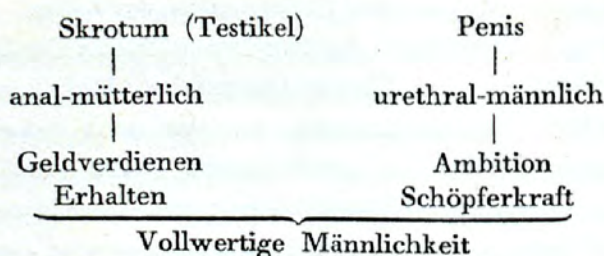 Skrotum (Testikel) Penis
anal-mütterlich urethral-männlich
Geldverdienen Ambition
Erhalten Schöpferkraft
Vollwertige Männlichkeit